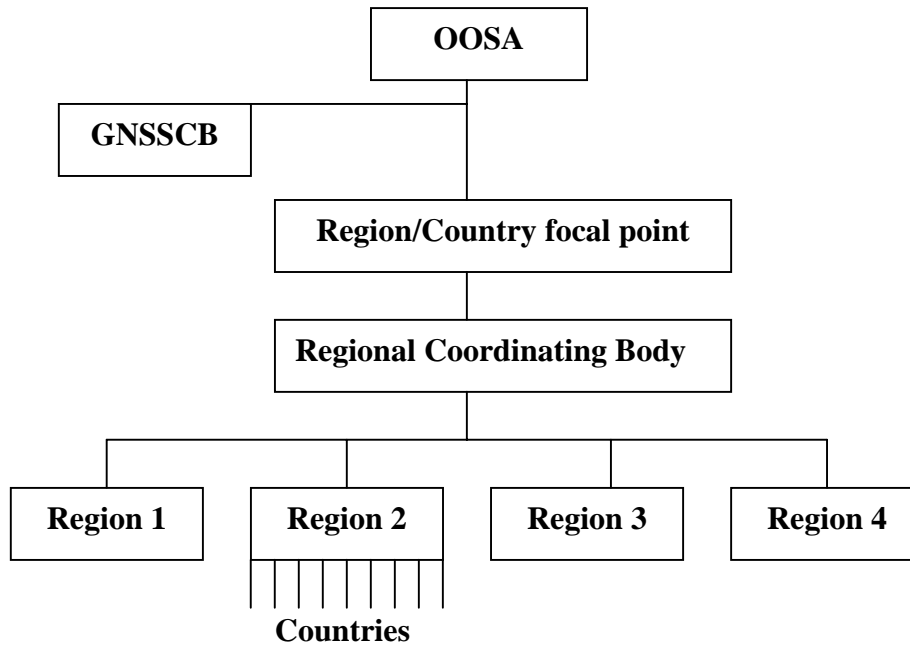 OOSA
GNSSCB
Region/Country focal point
Regional Coordinating Body
Region 1
Region 2
Region 3
Region 4
Countries